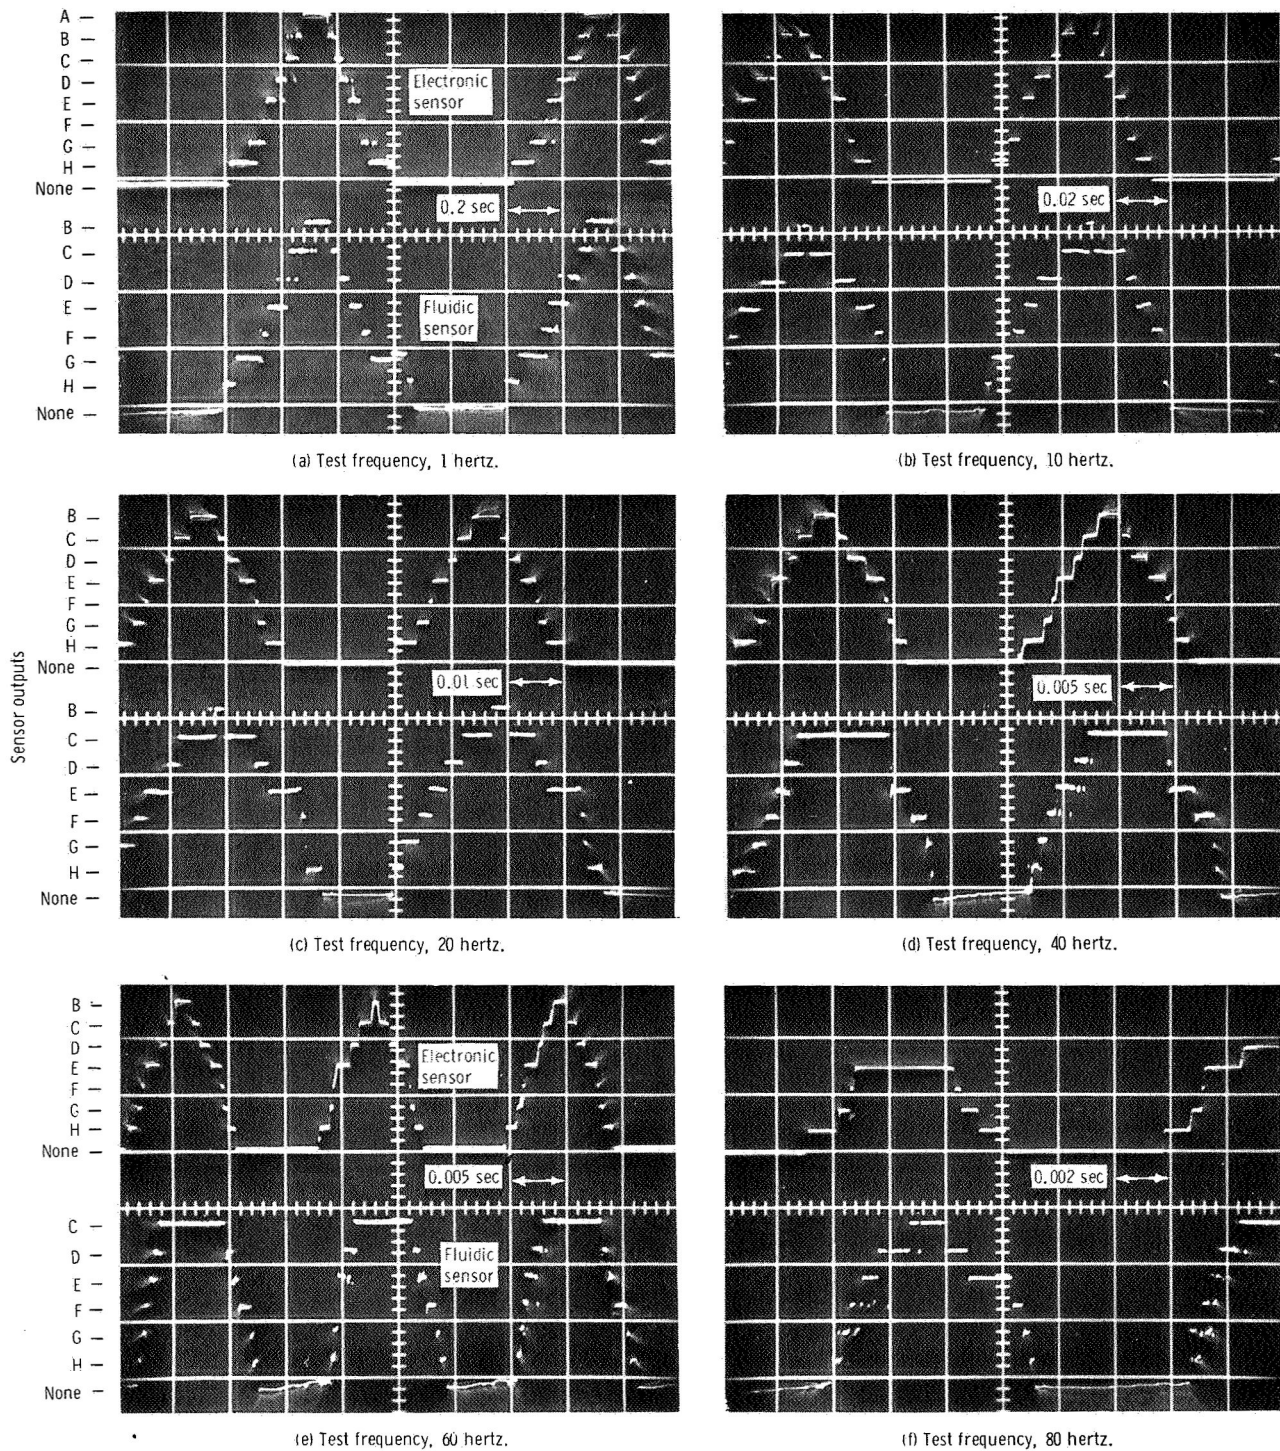 A
B
C
D
E
F
G
H
None
Electronic
sensor
0.2 sec
B
C
D
E
F
G
H
None
Fluidic
sensor
(a) Test frequency, 1 hertz.
0.02 sec
(b) Test frequency, 10 hertz.
Sensor outputs
B
C
D
E
F
G
H
None
0.01 sec
B
C
D
E
F
G
H
None
(c) Test frequency, 20 hertz.
0.005 sec
(d) Test frequency, 40 hertz.
B
C
D
E
F
G
H
None
Electronic
sensor
0.005 sec
C
D
E
F
G
H
None
Fluidic
sensor
(e) Test frequency, 60 hertz.
0.002 sec
(f) Test frequency, 80 hertz.